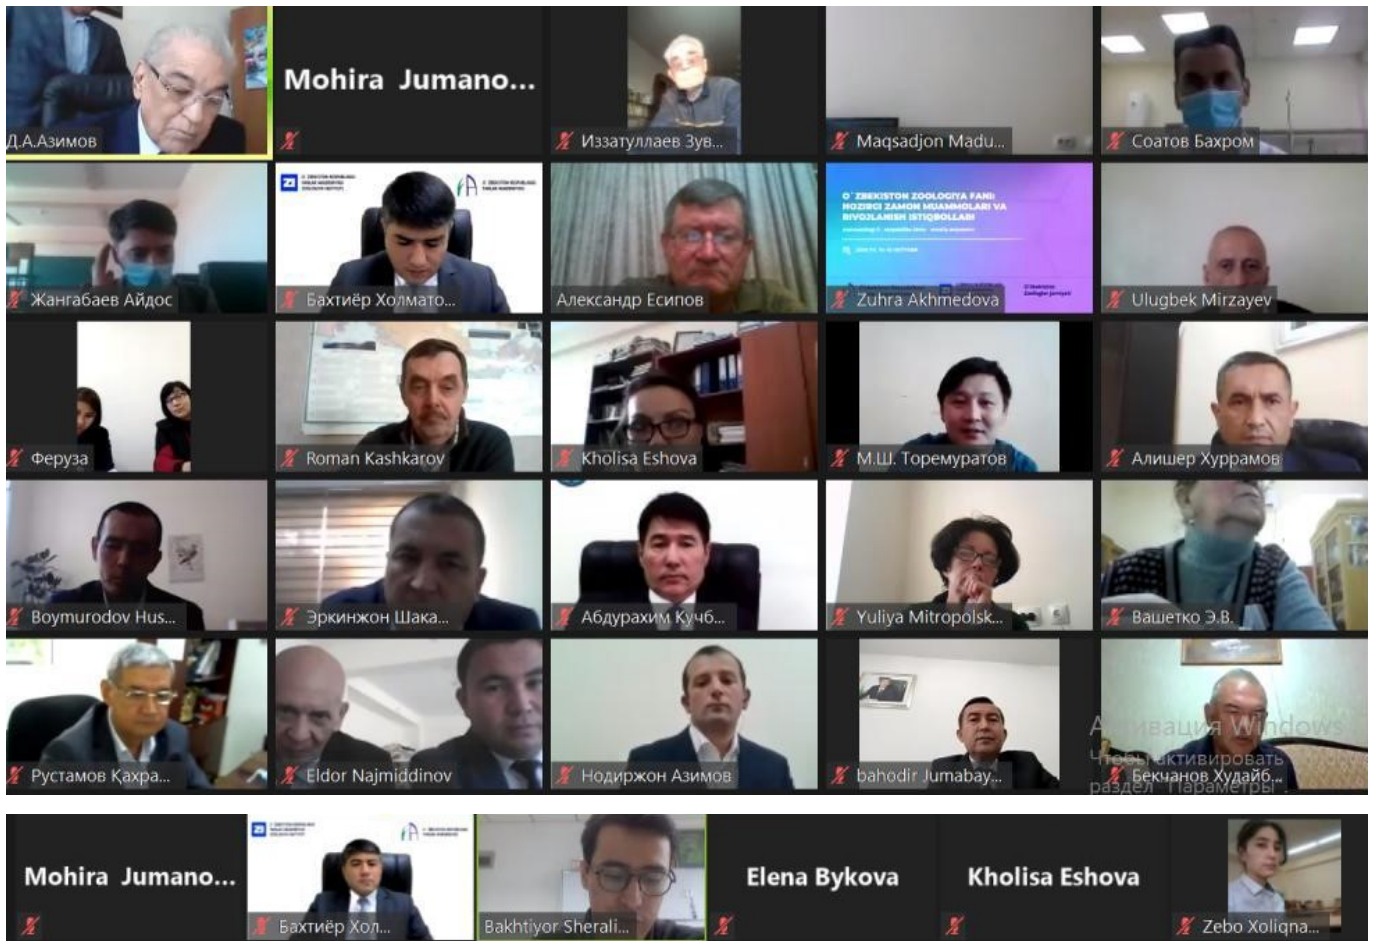 Д.А.Азимов
Mohira Jumano...
Иззатуллаев Зув...
Maqsadjon Madu...
Соатов Бахром
Жангабаев Айдос
Бахтиёр Холмато...
Александр Есипов
O`ZBEKISTON ZOOLOGIYA FANI:
HOZIRGI ZAMON MUAMMOLARI VA
RIVOJLANISH ISTIQBOLLARI
Zuhra Akhmedova
Ulugbek Mirzayev
Феруза
Roman Kashkarov
Kholisa Eshova
М.Ш. Торемуратов
Алишер Хуррамов
Boymurodov Hus...
Эркинжон Шака...
Абдурахим Кучб...
Yuliya Mitropolsk...
Вашетко Э.В.
Рустамов Қахра...
Eldor Najmiddinov
Нодиржон Азимов
bahodir Jumabay...
Активация Windows
Чтобы активировать
раздел "Параметры".
Бекчанов Худайб...
Mohira Jumano...
Бахтиёр Хол...
Bakhtiyor Sherali...
Elena Bykova
Kholisa Eshova
Zebo Xoliqna...